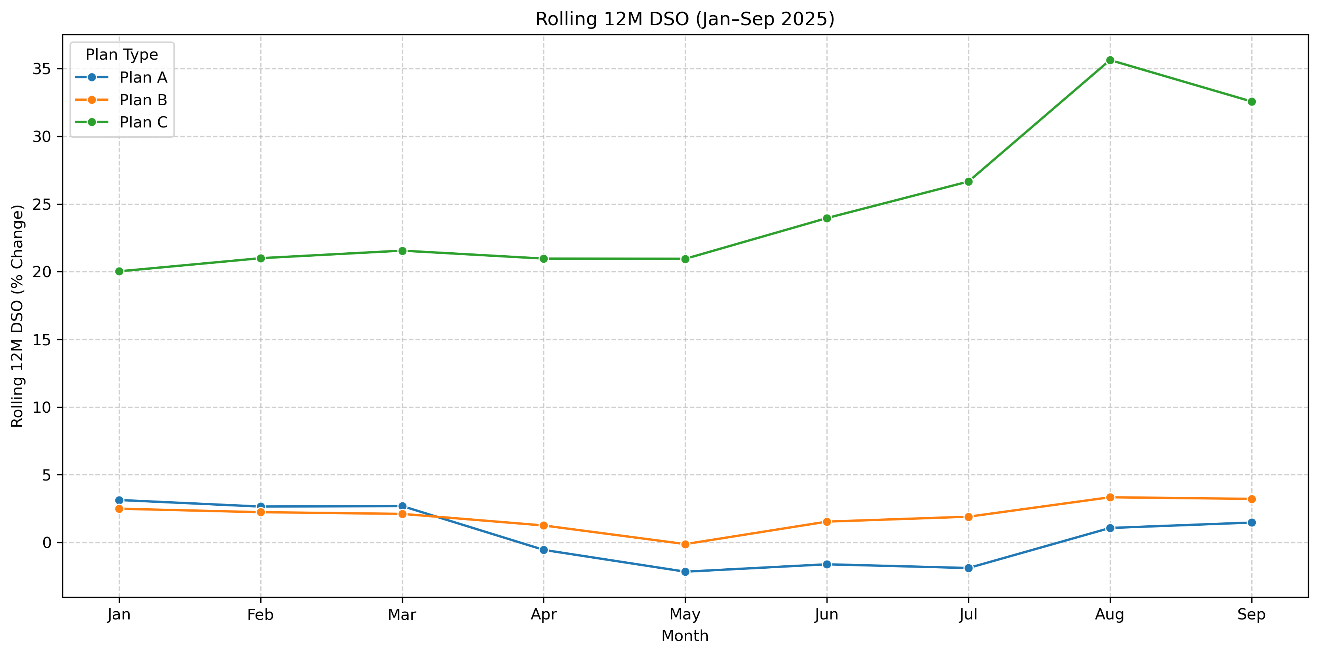 Rolling 12M DSO (Jan–Sep 2025)
Plan Type
Plan A
Plan B
Plan C
Rolling 12M DSO (% Change)
35
30
25
20
15
10
5
0
Jan Feb Mar Apr May Jun Jul Aug Sep
Month